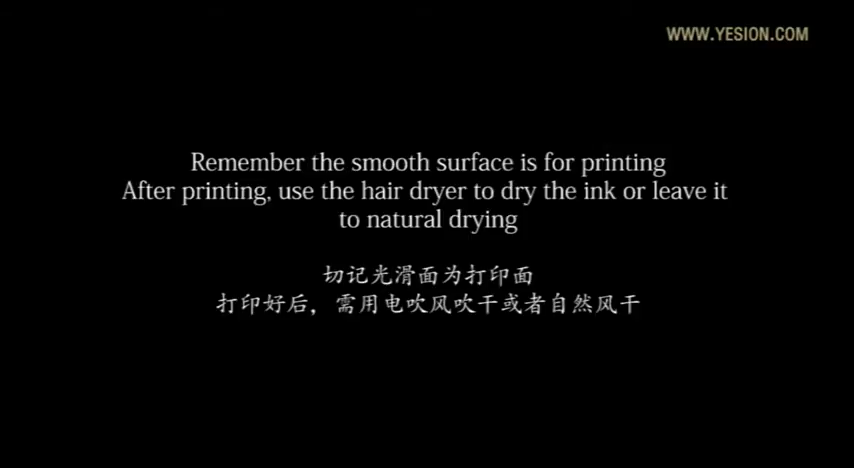 WWW.YESION.COM
Remember the smooth surface is for printing
After printing, use the hair dryer to dry the ink or leave it
to natural drying
切记光滑面为打印面
打印好后，需用电吹风吹干或者自然风干